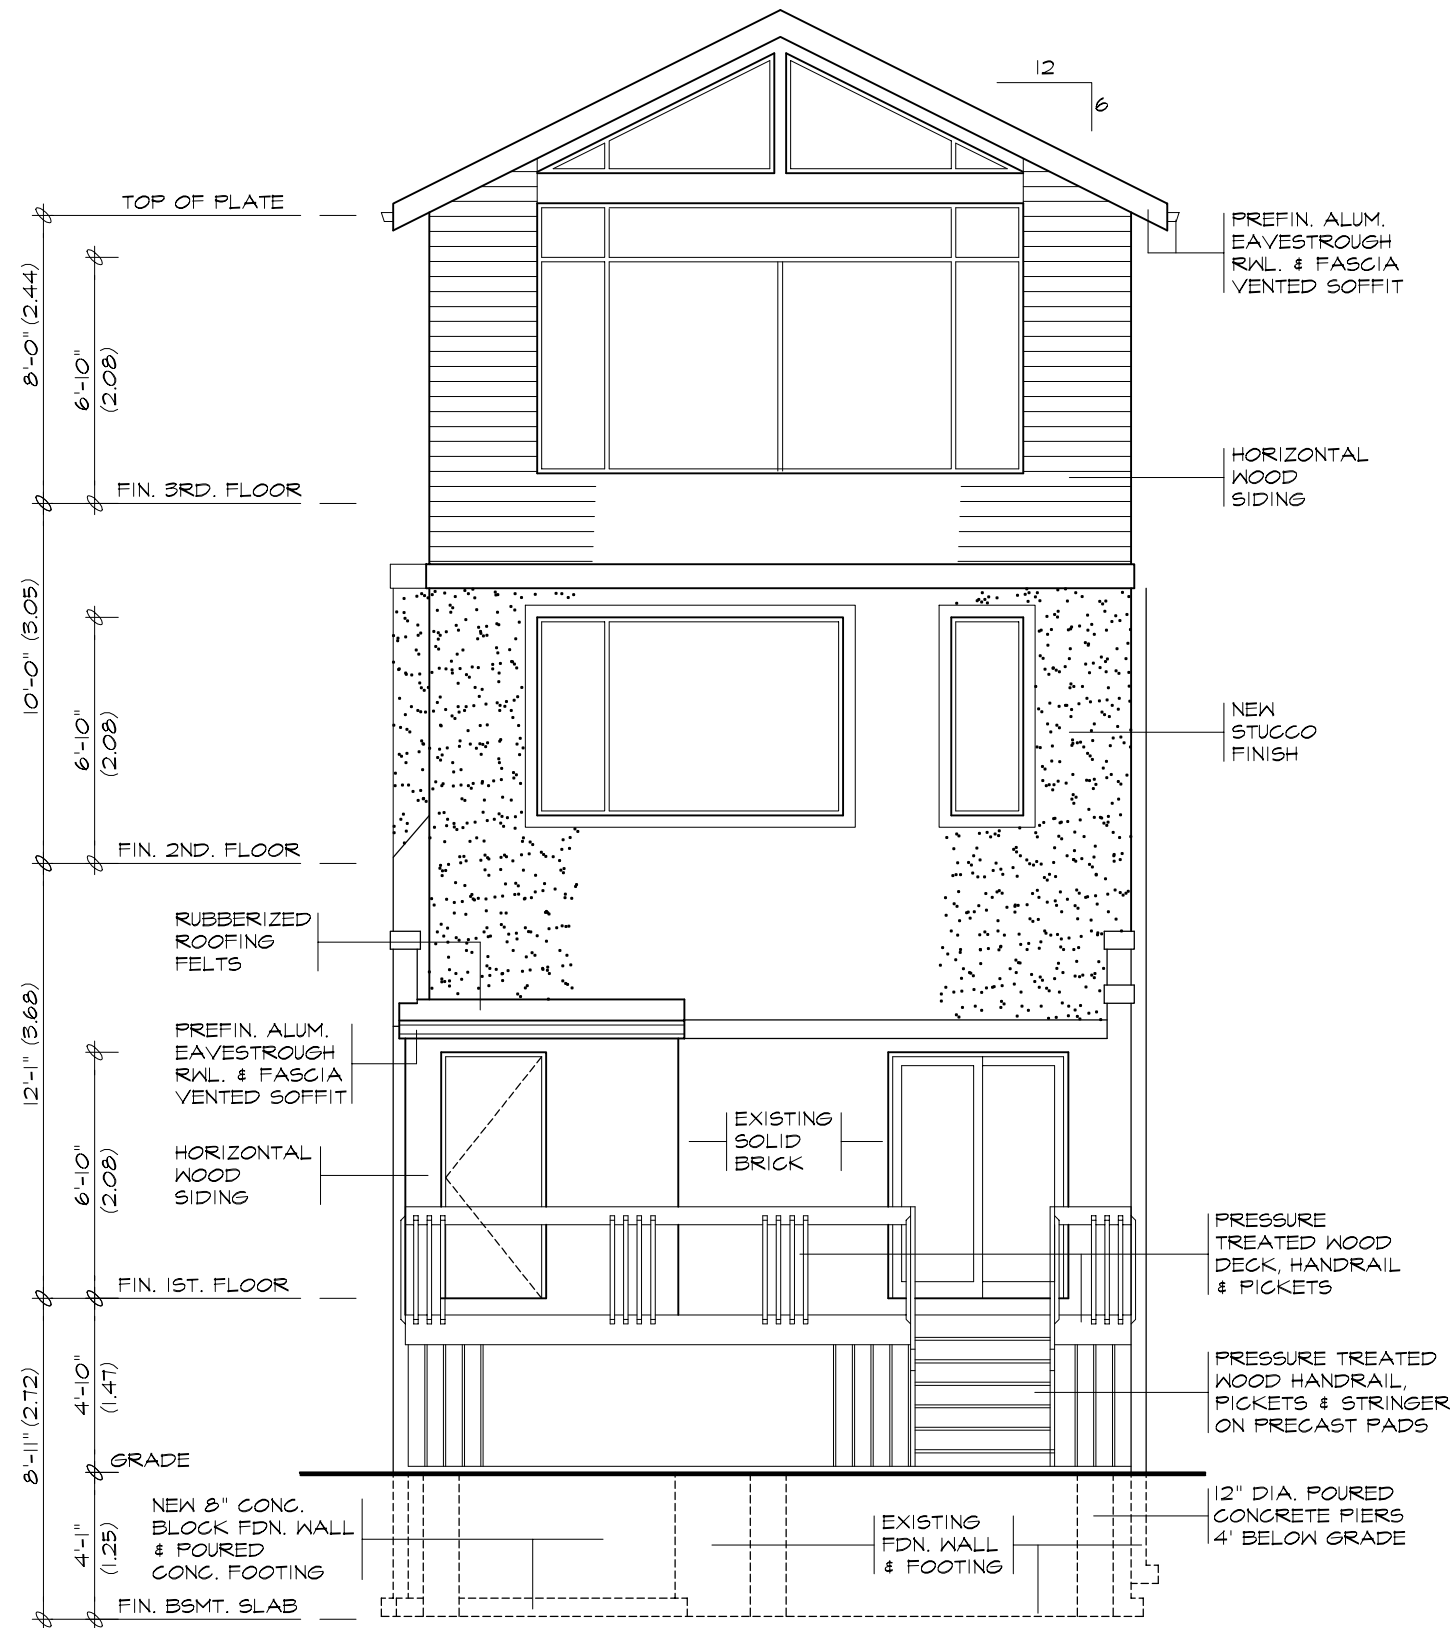 12
6
TOP OF PLATE
PREFIN. ALUM.
EAVESTROUGH
RWL. & FASCIA
VENTED SOFFIT
8'-0" (2.44)
6'-10"
(2.08)
HORIZONTAL
WOOD
SIDING
FIN. 3RD. FLOOR
10'-0" (3.05)
6'-10"
(2.08)
NEW
STUCCO
FINISH
FIN. 2ND. FLOOR
RUBBERIZED
ROOFING
FELTS
12'-1" (3.68)
PREFIN. ALUM.
EAVESTROUGH
RWL. & FASCIA
VENTED SOFFIT
EXISTING
SOLID
BRICK
6'-10"
(2.08)
HORIZONTAL
WOOD
SIDING
PRESSURE
TREATED WOOD
DECK, HANDRAIL
& PICKETS
FIN. 1ST. FLOOR
8'-11" (2.72)
4'-10"
(1.47)
PRESSURE TREATED
WOOD HANDRAIL,
PICKETS & STRINGER
ON PRECAST PADS
GRADE
4'-1"
(1.25)
NEW 8" CONC.
BLOCK FDN. WALL
& POURED
CONC. FOOTING
EXISTING
FDN. WALL
& FOOTING
12" DIA. POURED
CONCRETE PIERS
4' BELOW GRADE
FIN. BSMT. SLAB